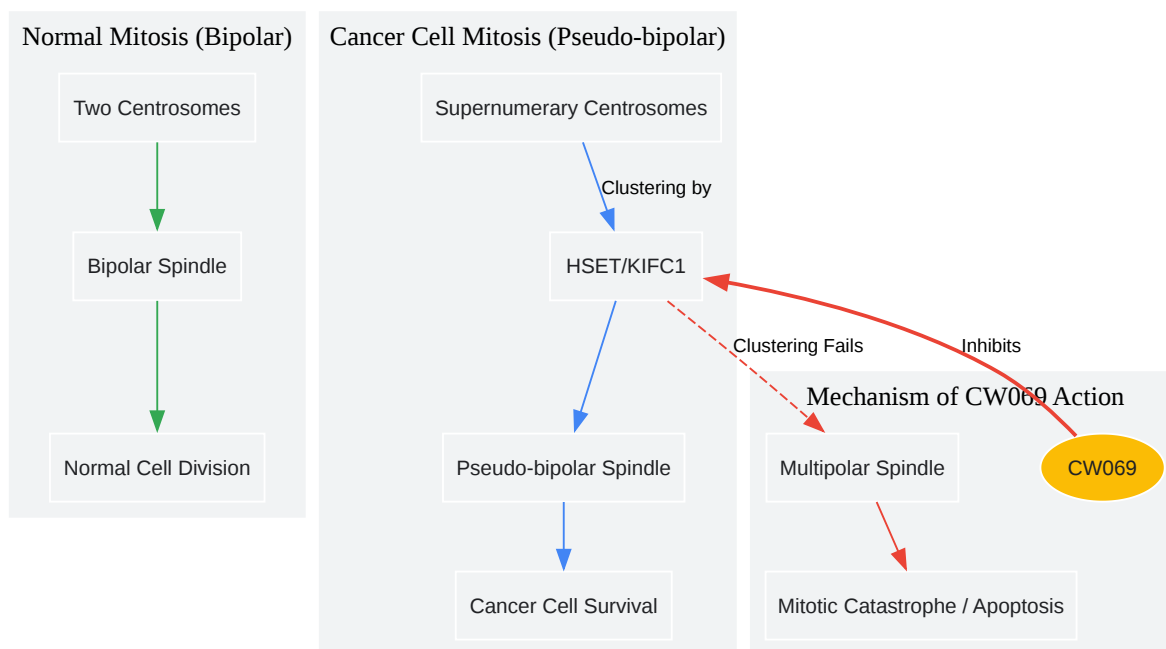 Normal Mitosis (Bipolar)
Two Centrosomes
Bipolar Spindle
Normal Cell Division
Cancer Cell Mitosis (Pseudo-bipolar)
Supernumerary Centrosomes
Clustering by
HSET/KIFC1
Clustering Fails
Inhibits
Pseudo-bipolar Spindle
Cancer Cell Survival
Mechanism of CW069 Action
Multipolar Spindle
CW069
Mitotic Catastrophe / Apoptosis